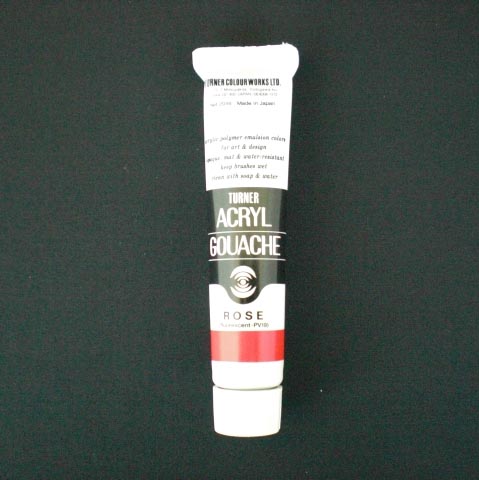 TURNER COLOUR WORKS LTD.
Made in Japan
acrylic polymer emulsion colors
for art & design
opaque, mat & water-resistant
keep brushes wet
clean with soap & water
TURNER
ACRYL
GOUACHE
ROSE